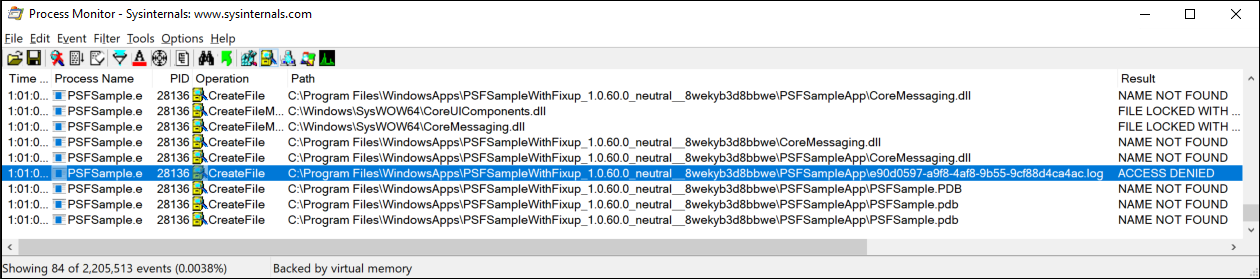 Process Monitor - Sysinternals: www.sysinternals.com
File Edit Event Filter Tools Options Help
Time ... Process Name PID Operation Path Result
1:01:0... PSFSample.e 28136 CreateFile C:\Program Files\WindowsApps\PSFSampleWithFixup_1.0.60.0_neutral__8wekyb3d8bbwe\PSFSampleApp\CoreMessaging.dll NAME NOT FOUND
1:01:0... PSFSample.e 28136 CreateFileM... C:\Windows\SysWOW64\CoreUIComponents.dll FILE LOCKED WITH ...
1:01:0... PSFSample.e 28136 CreateFileM... C:\Windows\SysWOW64\CoreMessaging.dll FILE LOCKED WITH ...
1:01:0... PSFSample.e 28136 CreateFile C:\Program Files\WindowsApps\PSFSampleWithFixup_1.0.60.0_neutral__8wekyb3d8bbwe\CoreMessaging.dll NAME NOT FOUND
1:01:0... PSFSample.e 28136 CreateFile C:\Program Files\WindowsApps\PSFSampleWithFixup_1.0.60.0_neutral__8wekyb3d8bbwe\PSFSampleApp\CoreMessaging.dll NAME NOT FOUND
1:01:0... PSFSample.e 28136 CreateFile C:\Program Files\WindowsApps\PSFSampleWithFixup_1.0.60.0_neutral__8wekyb3d8bbwe\PSFSampleApp\e90d0597-a9f8-4af8-9b55-9cf88d4ca4ac.log ACCESS DENIED
1:01:0... PSFSample.e 28136 CreateFile C:\Program Files\WindowsApps\PSFSampleWithFixup_1.0.60.0_neutral__8wekyb3d8bbwe\PSFSampleApp\PSFSample.PDB NAME NOT FOUND
1:01:0... PSFSample.e 28136 CreateFile C:\Program Files\WindowsApps\PSFSampleWithFixup_1.0.60.0_neutral__8wekyb3d8bbwe\PSFSampleApp\PSFSample.pdb NAME NOT FOUND
1:01:0... PSFSample.e 28136 CreateFile C:\Program Files\WindowsApps\PSFSampleWithFixup_1.0.60.0_neutral__8wekyb3d8bbwe\PSFSampleApp\PSFSample.pdb NAME NOT FOUND
Showing 84 of 2,205,513 events (0.0038%) Backed by virtual memory